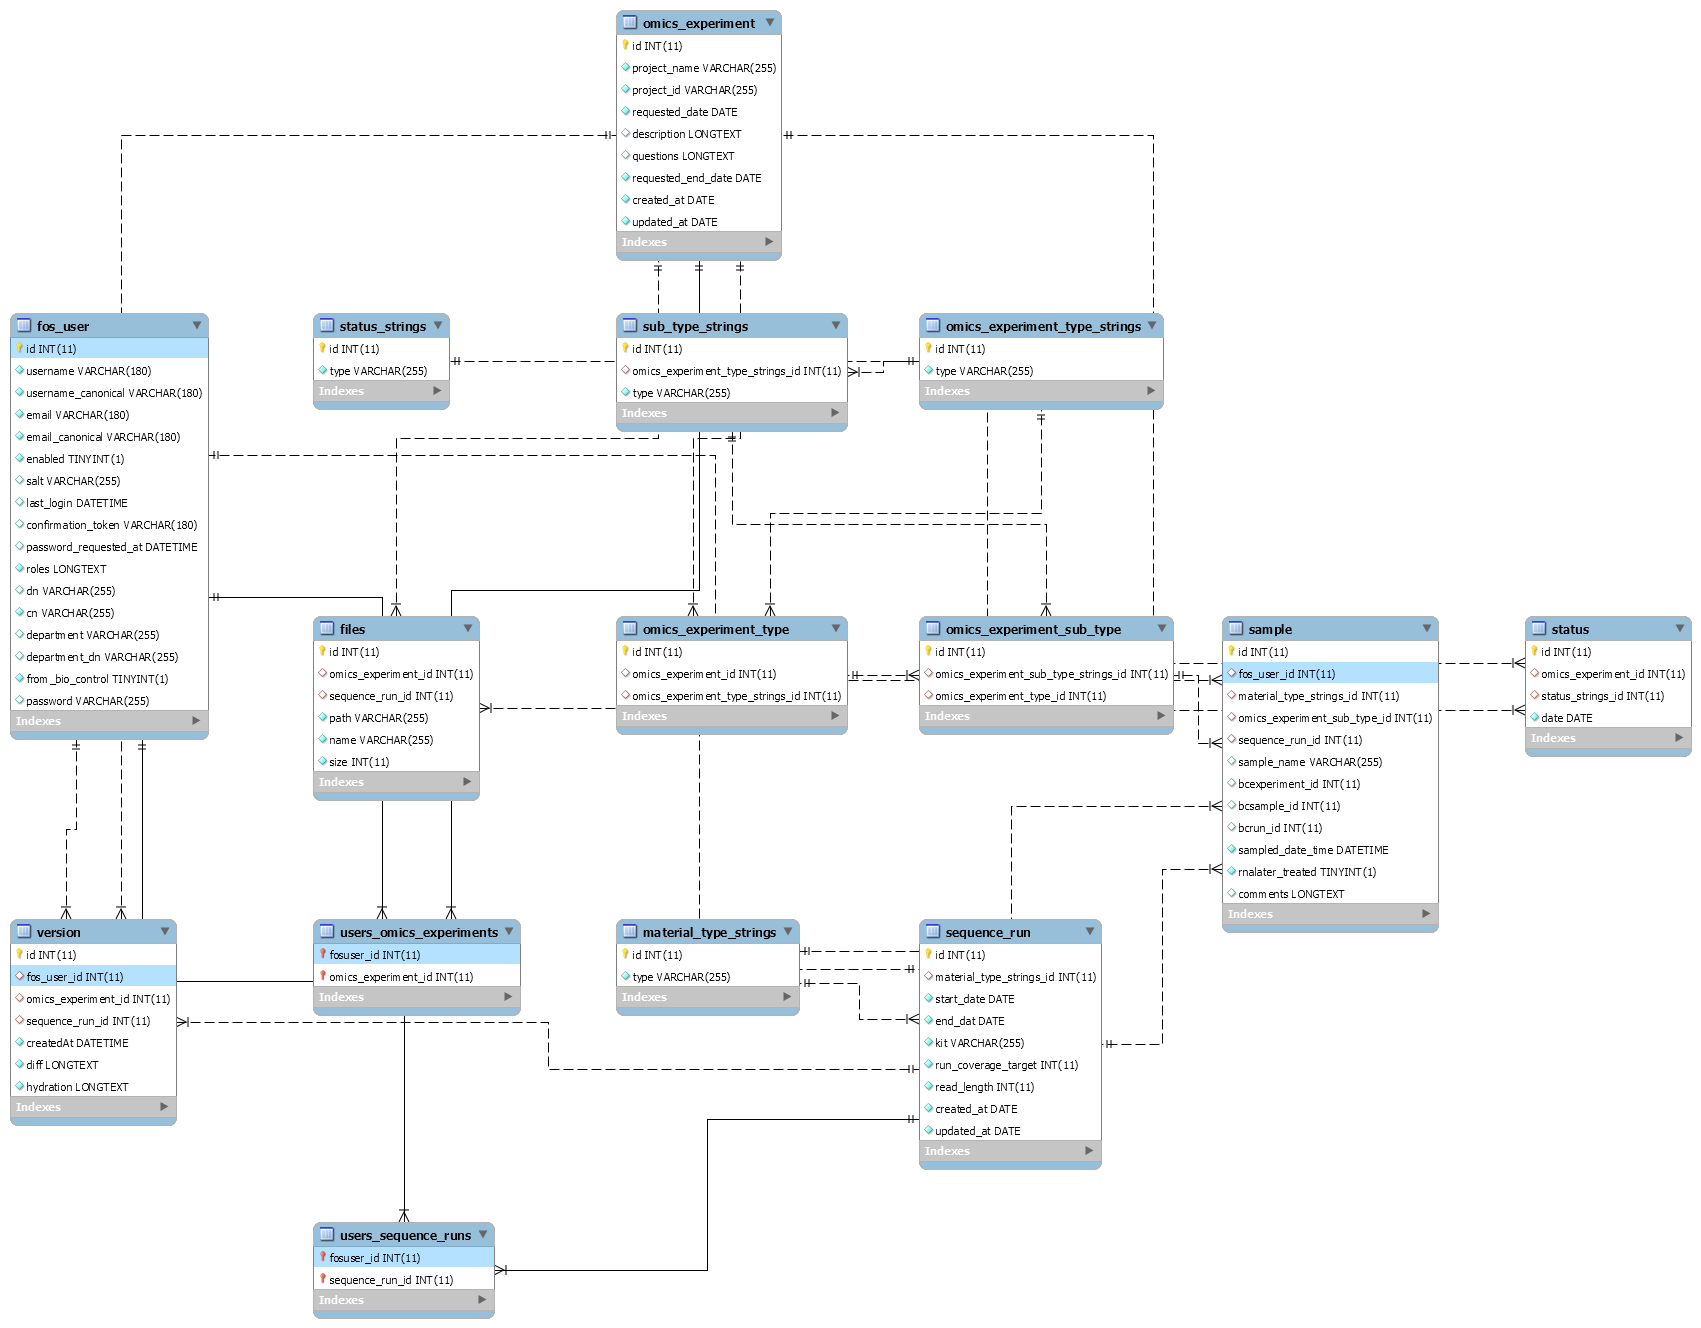 omics_experiment
id INT(11)
project_name VARCHAR(255)
project_id VARCHAR(255)
requested_date DATE
description LONGTEXT
questions LONGTEXT
requested_end_date DATE
created_at DATE
updated_at DATE
Indexes
fos_user
id INT(11)
username VARCHAR(180)
username_canonical VARCHAR(180)
email VARCHAR(180)
email_canonical VARCHAR(180)
enabled TINYINT(1)
salt VARCHAR(255)
last_login DATETIME
confirmation_token VARCHAR(180)
password_requested_at DATETIME
roles LONGTEXT
dn VARCHAR(255)
cn VARCHAR(255)
department VARCHAR(255)
department_dn VARCHAR(255)
from_bio_control TINYINT(1)
password VARCHAR(255)
Indexes
status_strings
id INT(11)
type VARCHAR(255)
Indexes
sub_type_strings
id INT(11)
omics_experiment_type_strings_id INT(11)
type VARCHAR(255)
Indexes
omics_experiment_type_strings
id INT(11)
type VARCHAR(255)
Indexes
files
id INT(11)
omics_experiment_id INT(11)
sequence_run_id INT(11)
path VARCHAR(255)
name VARCHAR(255)
size INT(11)
Indexes
omics_experiment_type
id INT(11)
omics_experiment_id INT(11)
omics_experiment_type_strings_id INT(11)
Indexes
omics_experiment_sub_type
id INT(11)
omics_experiment_sub_type_strings_id INT(11)
omics_experiment_type_id INT(11)
Indexes
sample
id INT(11)
fos_user_id INT(11)
material_type_strings_id INT(11)
omics_experiment_sub_type_id INT(11)
sequence_run_id INT(11)
sample_name VARCHAR(255)
bcexperiment_id INT(11)
bcsample_id INT(11)
bcrun_id INT(11)
sampled_date_time DATETIME
rnalater_treated TINYINT(1)
comments LONGTEXT
Indexes
status
id INT(11)
omics_experiment_id INT(11)
status_strings_id INT(11)
date DATE
Indexes
version
id INT(11)
fos_user_id INT(11)
omics_experiment_id INT(11)
sequence_run_id INT(11)
createdAt DATETIME
diff LONGTEXT
hydration LONGTEXT
Indexes
users_omics_experiments
fosuser_id INT(11)
omics_experiment_id INT(11)
Indexes
material_type_strings
id INT(11)
type VARCHAR(255)
Indexes
sequence_run
id INT(11)
material_type_strings_id INT(11)
start_date DATE
end_dat DATE
kit VARCHAR(255)
run_coverage_target INT(11)
read_length INT(11)
created_at DATE
updated_at DATE
Indexes
users_sequence_runs
fosuser_id INT(11)
sequence_run_id INT(11)
Indexes